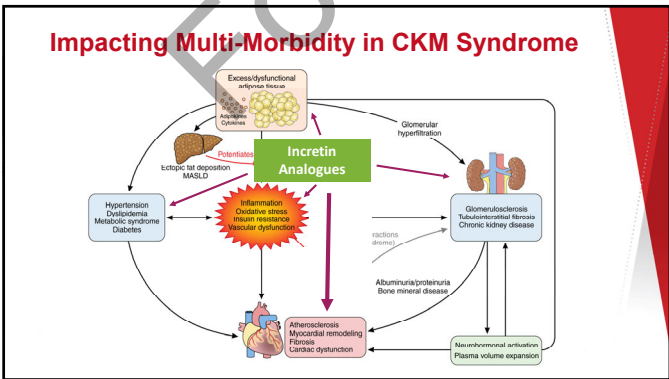 Impacting Multi-Morbidity in CKM Syndrome
Excess/dysfunctional
adipose tissue
Adipokines
Cytokines
Glomerular
hyperfiltration
Potentiates
Ectopic fat deposition
MASLD
Incretin
Analogues
Hypertension
Dyslipidemia
Metabolic syndrome
Diabetes
Inflammation
Oxidative stress
Insulin resistance
Vascular dysfunction
Glomerulosclerosis
Tubulointerstitial fibrosis
Chronic kidney disease
ractions
drome)
Albuminuria/proteinuria
Bone mineral disease
Atherosclerosis
Myocardial remodeling
Fibrosis
Cardiac dysfunction
Neurohormonal activation
Plasma volume expansion